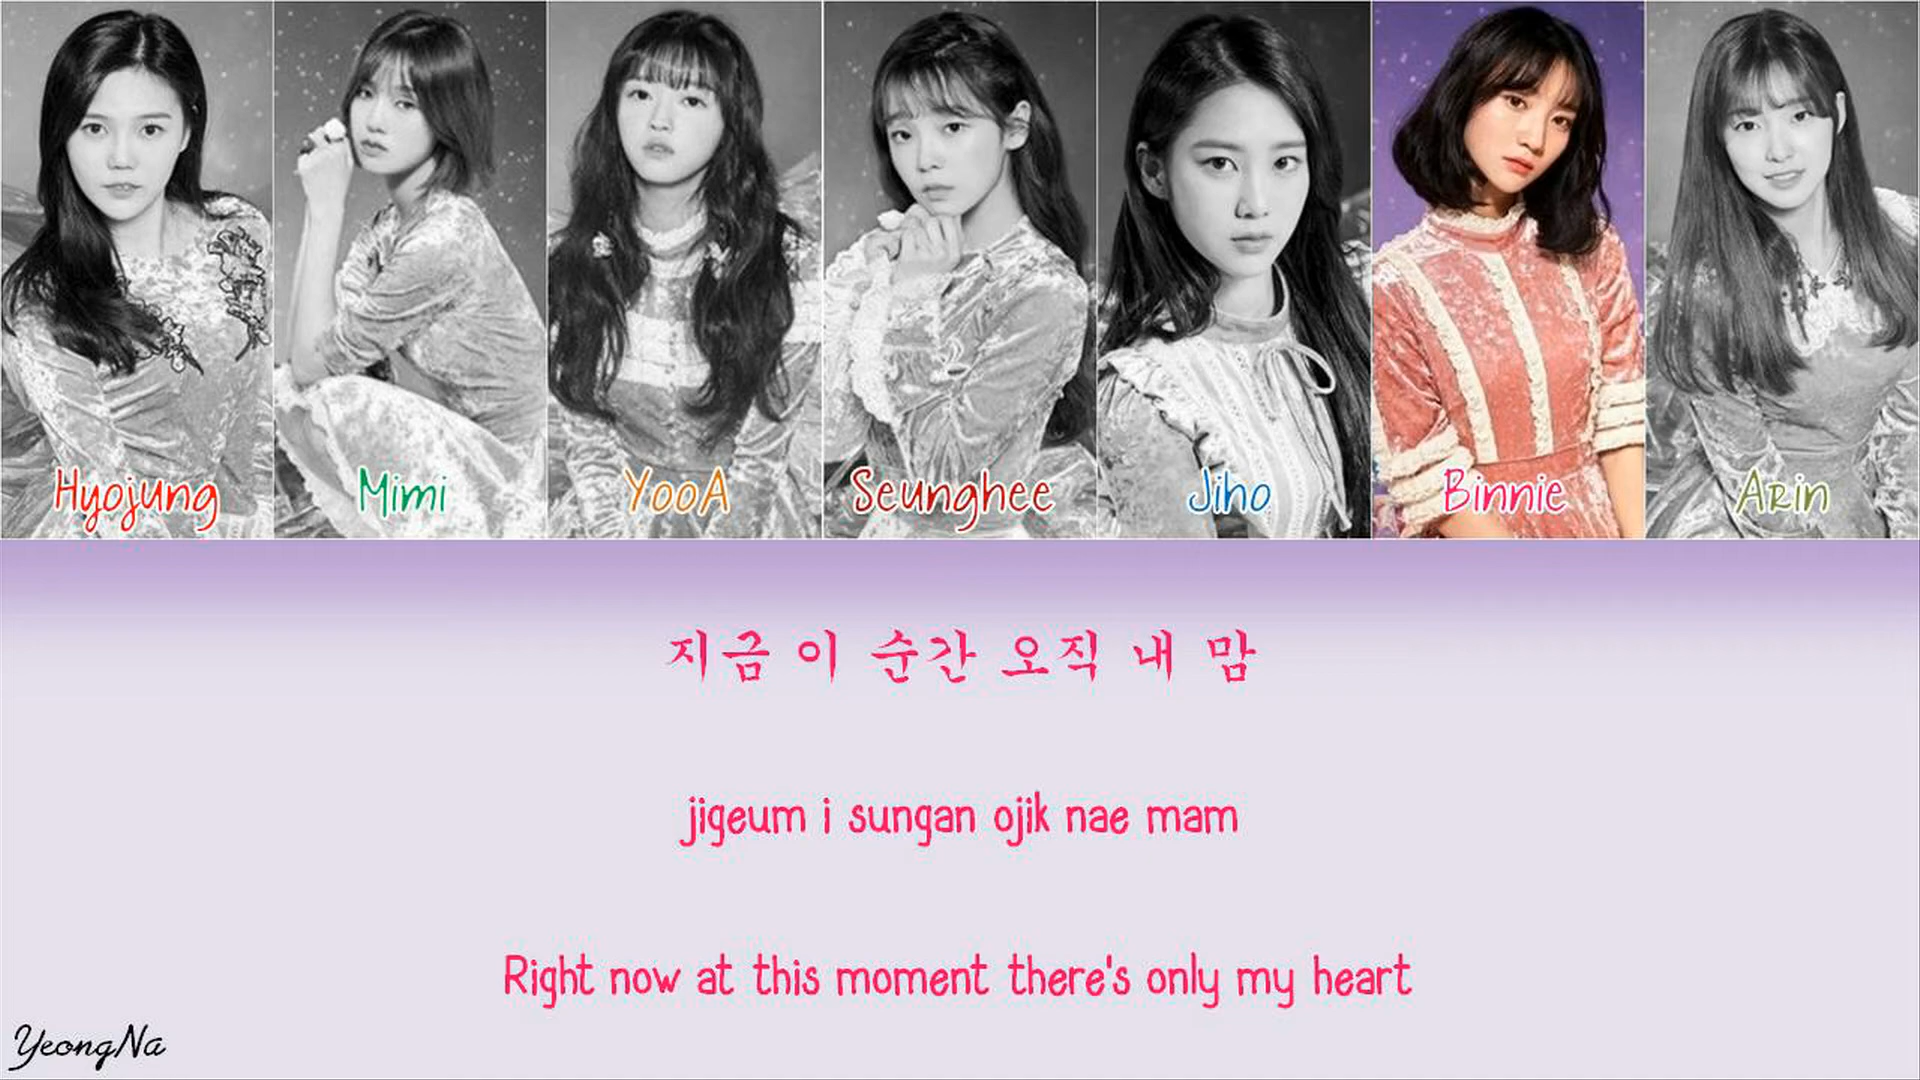 Hyojung
Mimi
YooA
Seunghee
Jiho
Binnie
Arin
지금 이 순간 오직 내 맘
jigeum i sungan ojik nae mam
Right now at this moment there's only my heart
YeongNa